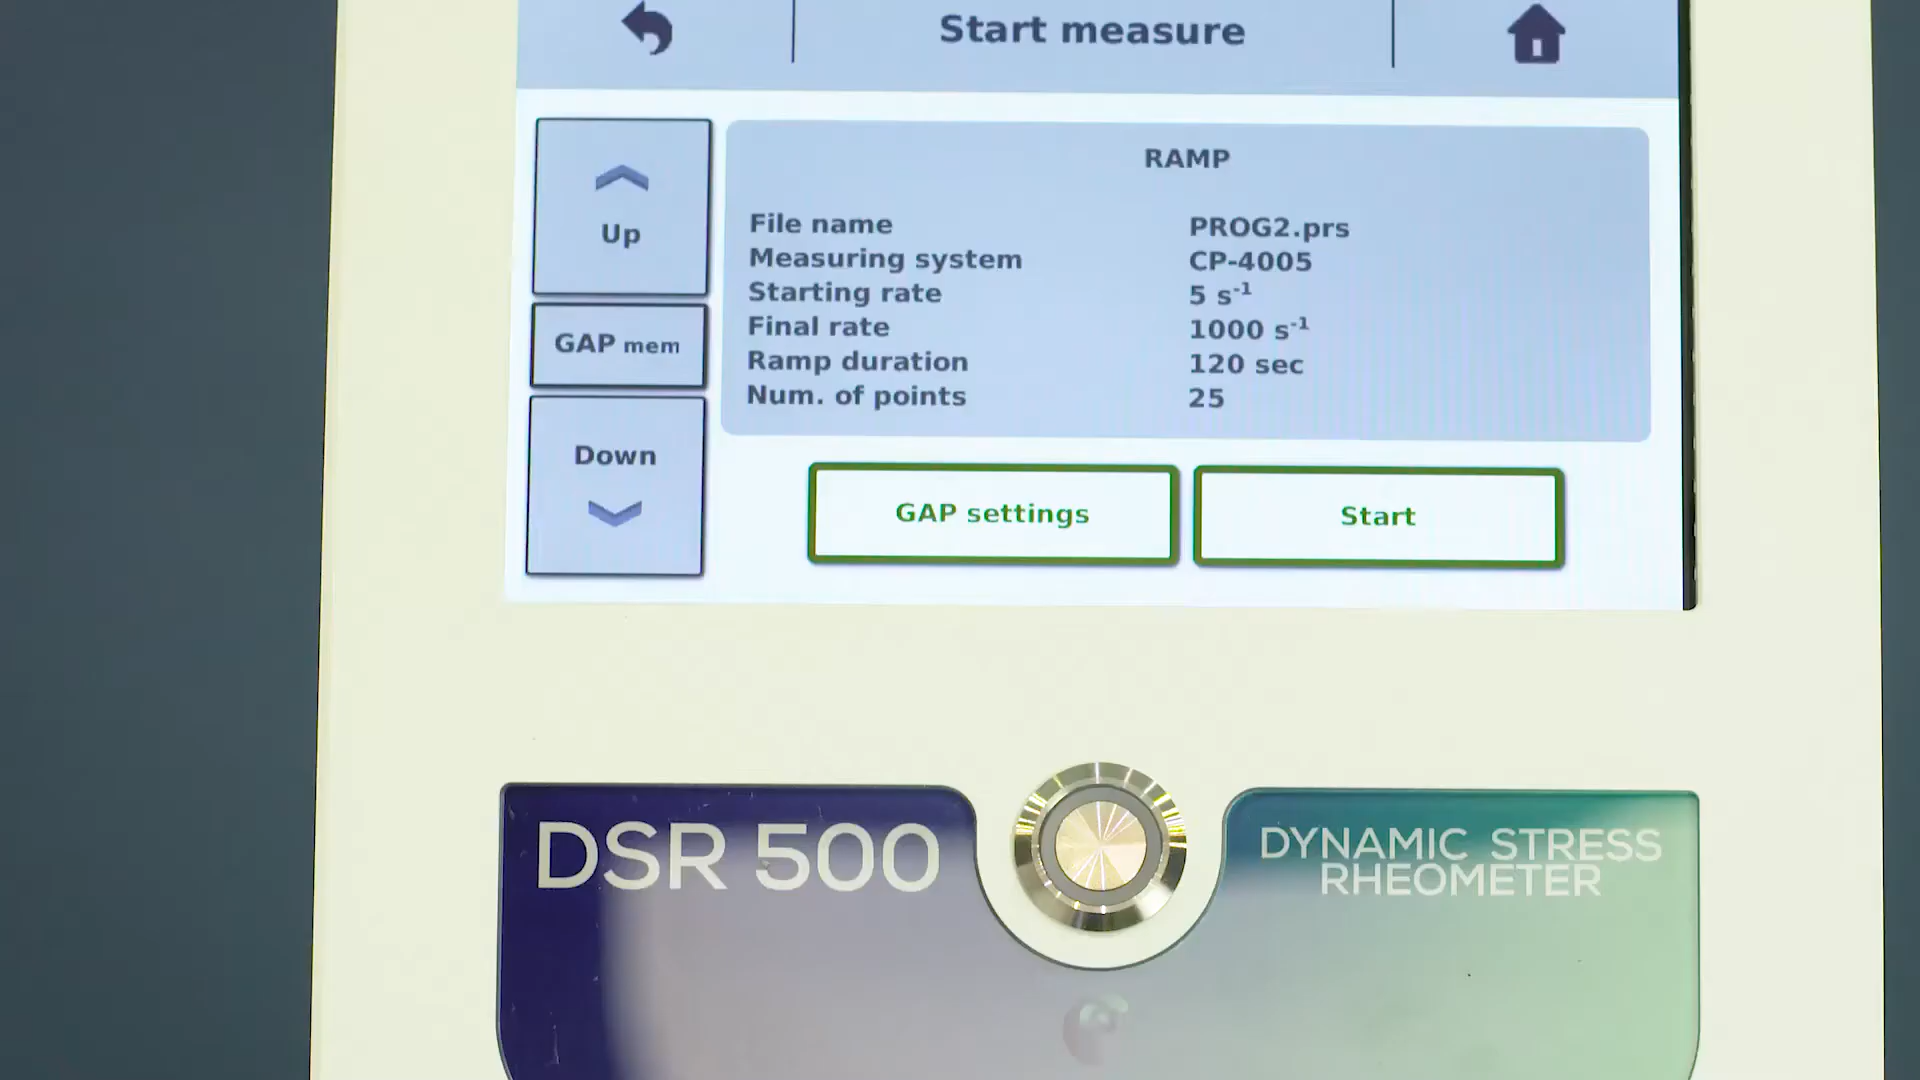 Start measure
Up
GAP mem
Down
RAMP
File name PROG2.prs
Measuring system CP-4005
Starting rate 5 s⁻¹
Final rate 1000 s⁻¹
Ramp duration 120 sec
Num. of points 25
GAP settings
Start
DSR 500
DYNAMIC STRESS
RHEOMETER